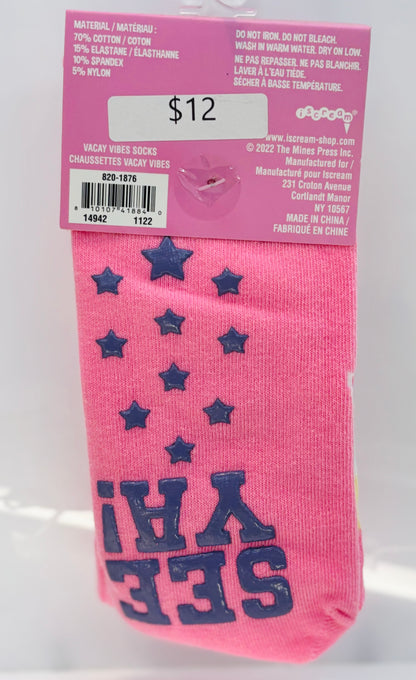 MATERIAL / MATÉRIAU :
70% COTTON / COTON
15% ELASTANE / ÉLASTHANNE
10% SPANDEX
5% NYLON
DO NOT IRON. DO NOT BLEACH.
WASH IN WARM WATER. DRY ON LOW.
NE PAS REPASSER. NE PAS BLANCHIR.
LAVER À L'EAU TIÈDE.
SÉCHER À BASSE TEMPÉRATURE.
$12
iscream
www.iscream-shop.com
© 2022 The Mines Press Inc.
Manufactured for /
Manufacturé pour Iscream
231 Croton Avenue
Cortlandt Manor
NY 10567
MADE IN CHINA /
FABRIQUÉ EN CHINE
VACAY VIBES SOCKS
CHAUSSETTES VACAY VIBES
820-1876
8 10107 41884 0
14942 1122
SEE
YA!